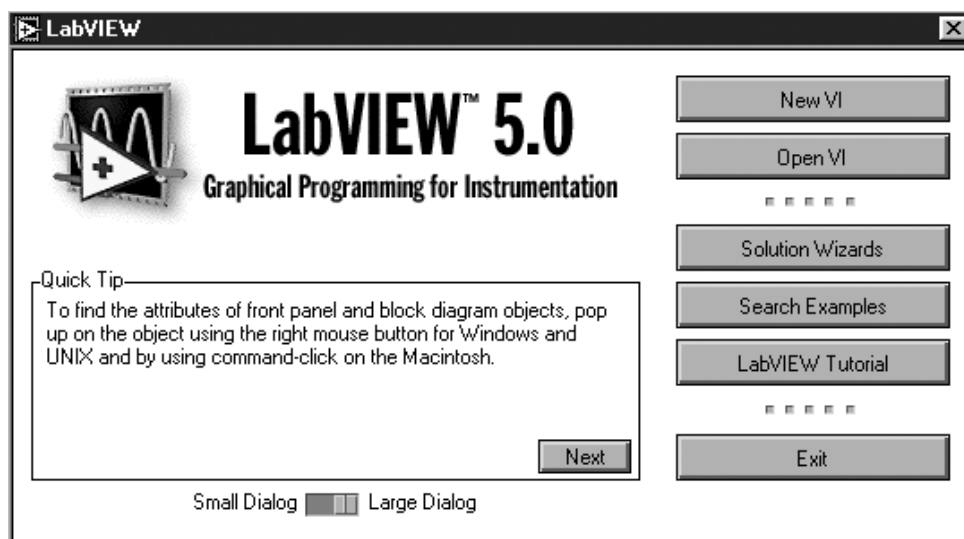 LabVIEW
LabVIEW™ 5.0
Graphical Programming for Instrumentation
Quick Tip
To find the attributes of front panel and block diagram objects, pop
up on the object using the right mouse button for Windows and
UNIX and by using command-click on the Macintosh.
Next
Small Dialog Large Dialog
New VI
Open VI
Solution Wizards
Search Examples
LabVIEW Tutorial
Exit